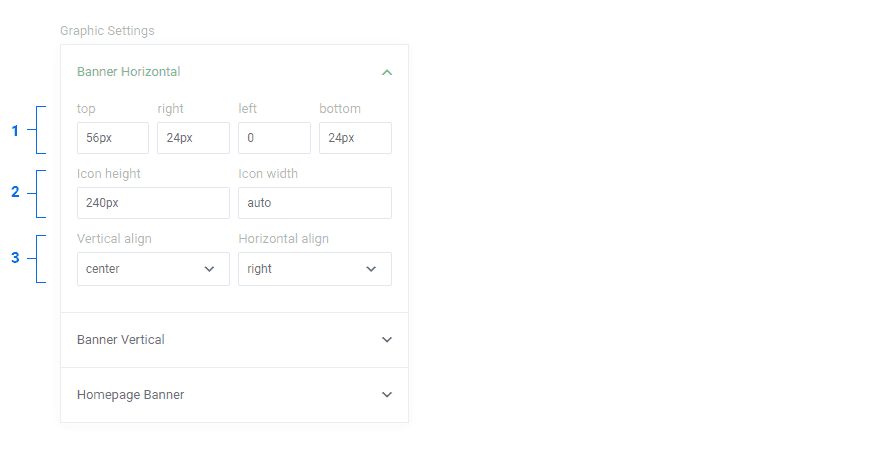 Graphic Settings
Banner Horizontal
top right left bottom
1
56px 24px 0 24px
Icon height Icon width
2
240px auto
Vertical align Horizontal align
3
center right
Banner Vertical
Homepage Banner